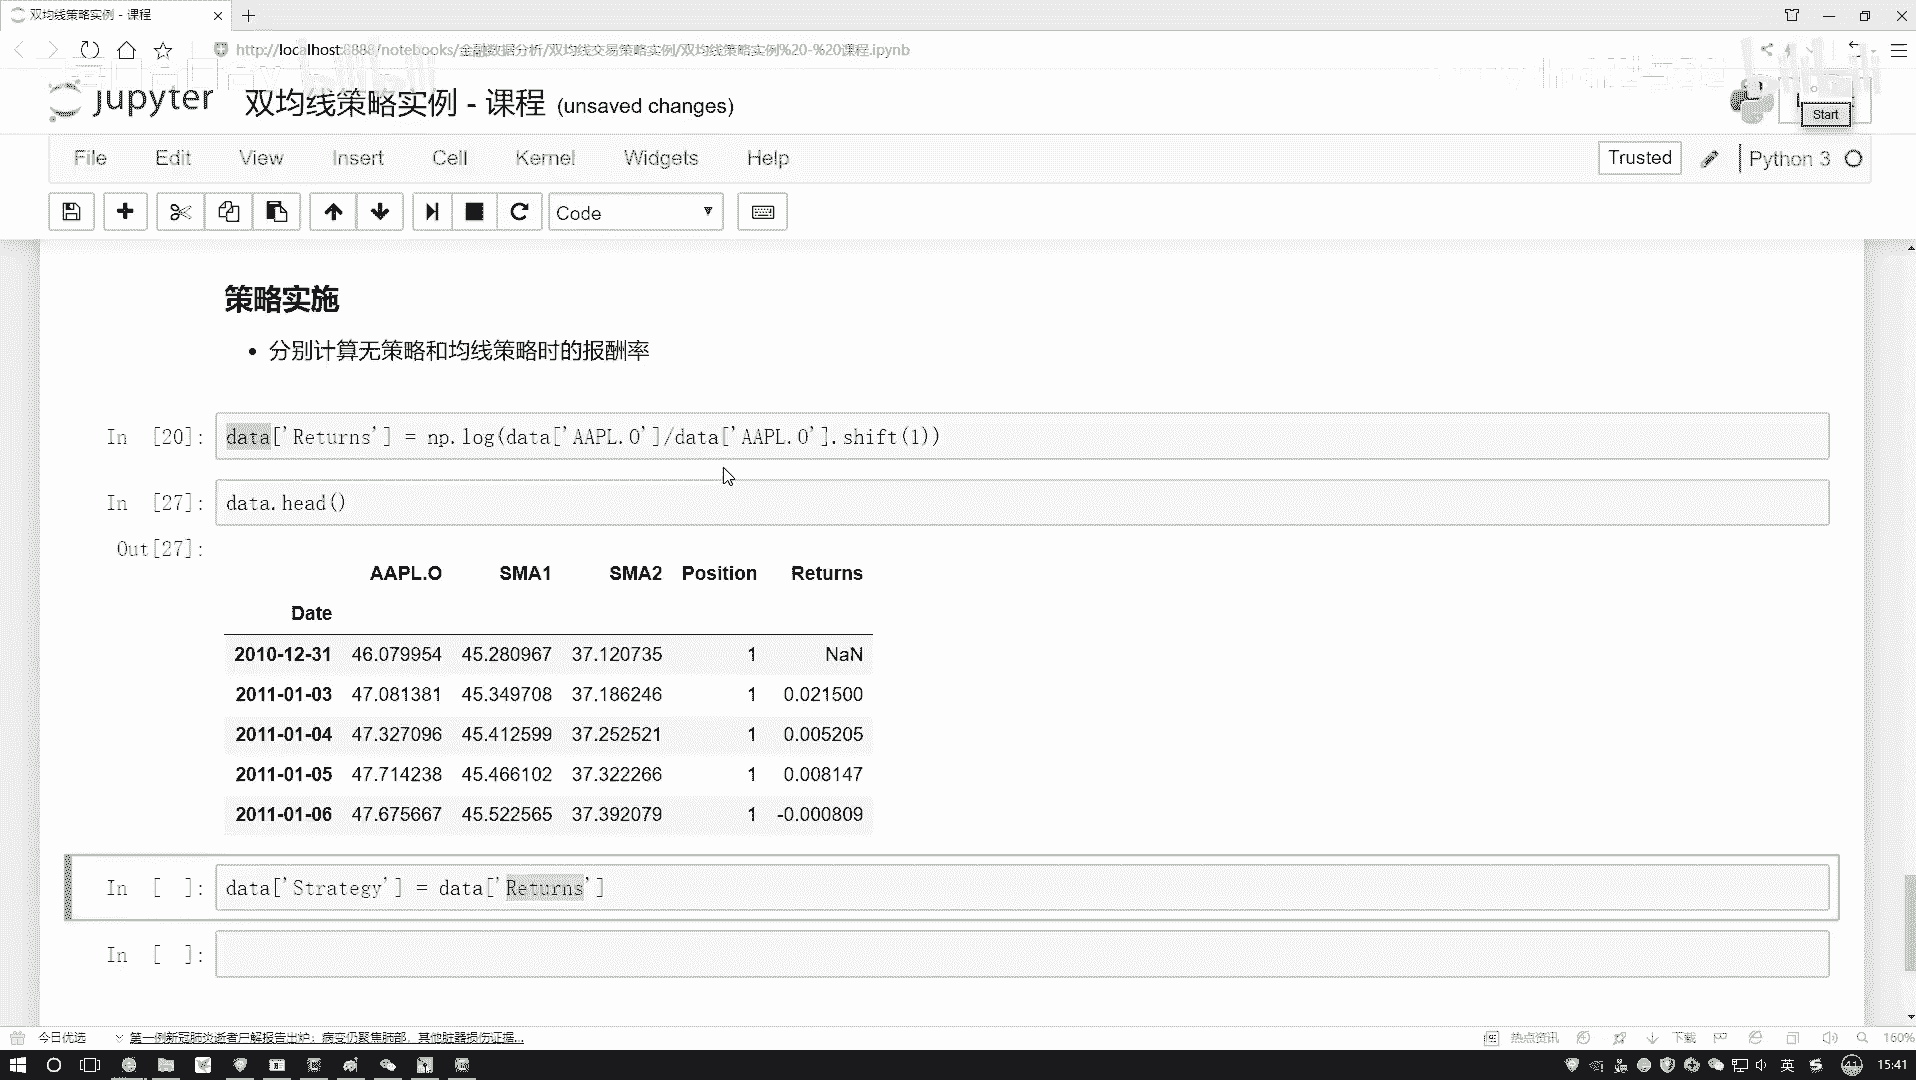 双均线策略实例 - 课程
http://localhost:8888/notebooks/金融数据分析/双均线交易策略实例/双均线策略实例%20-%20课程.ipynb
jupyter 双均线策略实例 - 课程 (unsaved changes)
Start
File Edit View Insert Cell Kernel Widgets Help
Trusted Python 3
Code
策略实施
分别计算无策略和均线策略时的报酬率
In [20]: data['Returns'] = np.log(data['AAPL.O']/data['AAPL.O'].shift(1))
In [27]: data.head()
Out[27]:
AAPL.O SMA1 SMA2 Position Returns
Date
2010-12-31 46.079954 45.280967 37.120735 1 NaN
2011-01-03 47.081381 45.349708 37.186246 1 0.021500
2011-01-04 47.327096 45.412599 37.252521 1 0.005205
2011-01-05 47.714238 45.466102 37.322266 1 0.008147
2011-01-06 47.675667 45.522565 37.392079 1 -0.000809
In [ ]: data['Strategy'] = data['Returns']
In [ ]:
今日优选 第一例新冠肺炎逝者尸解报告出炉：病变仍聚焦肺部，其他脏器损伤证据...
热点资讯 下载 160%
英 41 15:41